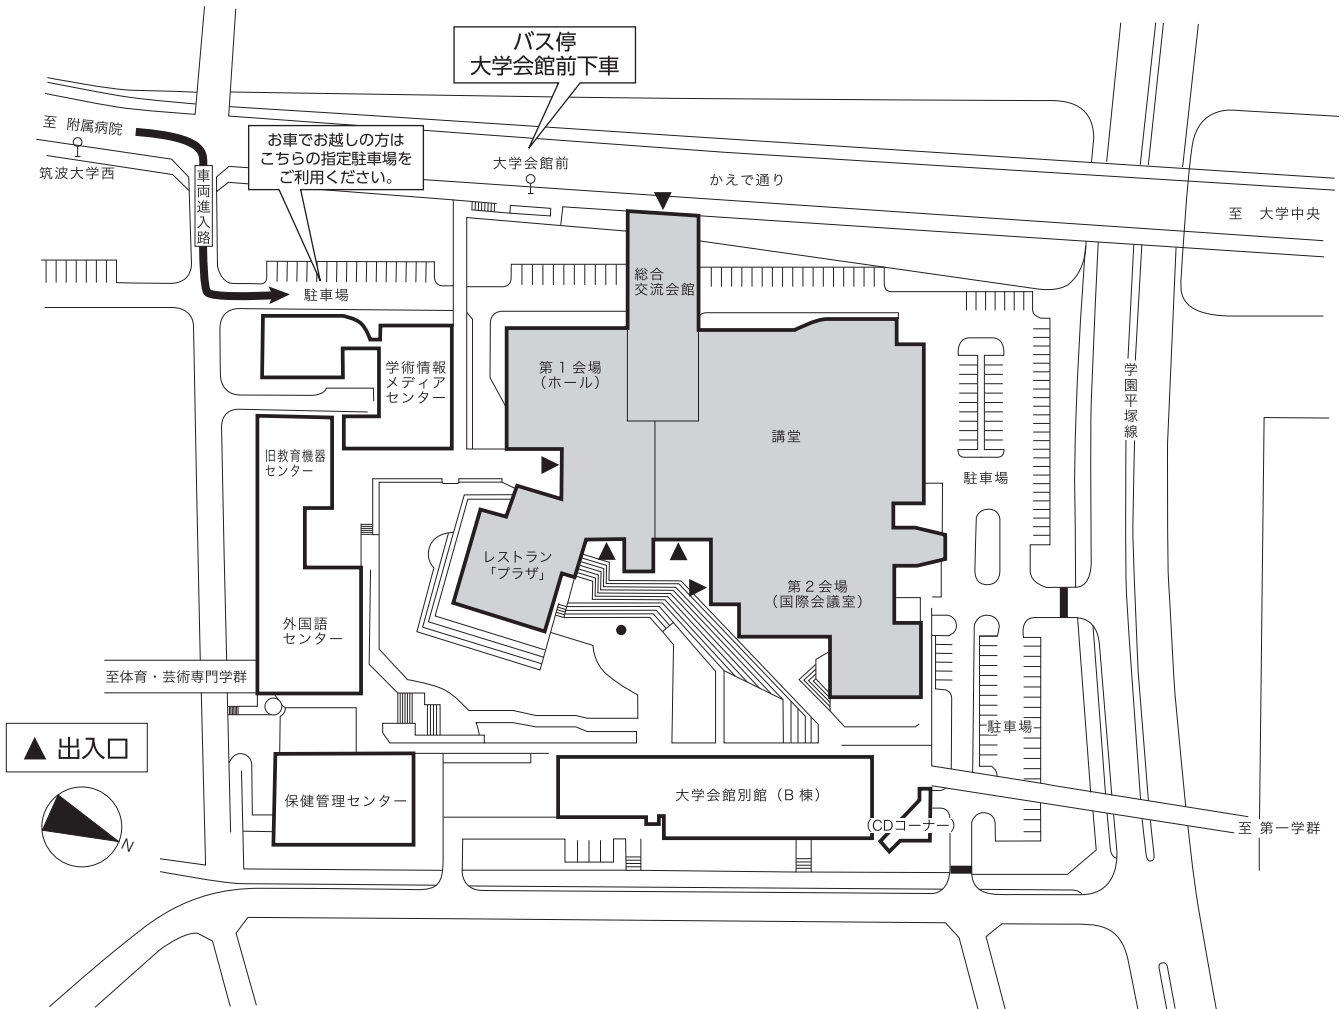 バス停
大学会館前下車
至 附属病院
筑波大学西
お車でお越しの方は
こちらの指定駐車場を
ご利用ください。
車両進入路
大学会館前
かえで通り
至 大学中央
駐車場
総合
交流会館
第1会場
(ホール)
学術情報
メディア
センター
講堂
学園平塚線
旧教育機器
センター
駐車場
レストラン
「プラザ」
第2会場
(国際会議室)
外国語
センター
至体育・芸術専門学群
駐車場
▲ 出入口
N
保健管理センター
大学会館別館(B棟)
(CDコーナー)
至 第一学群